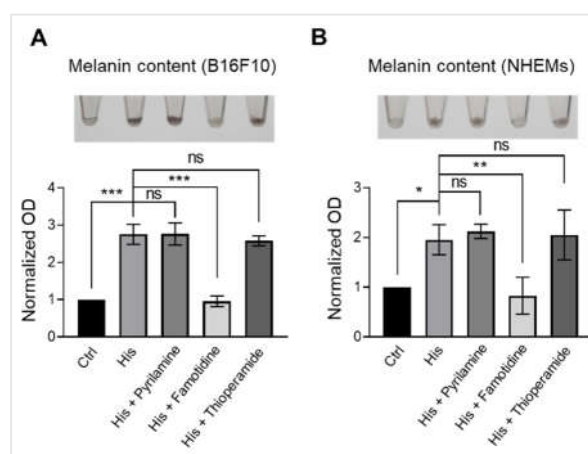 A
Melanin content (B16F10)
ns
***
***
ns
Normalized OD
4
3
2
1
0
Ctrl
His
His + Pyrilamine
His + Famotidine
His + Thioperamide
B
Melanin content (NHEMs)
ns
**
*
ns
Normalized OD
3
2
1
0
Ctrl
His
His + Pyrilamine
His + Famotidine
His + Thioperamide